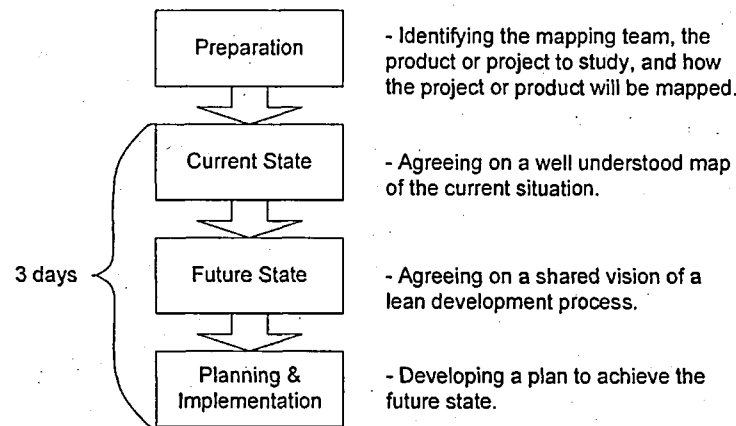 Preparation
- Identifying the mapping team, the
product or project to study, and how
the project or product will be mapped.
Current State
- Agreeing on a well understood map
of the current situation.
3 days
Future State
- Agreeing on a shared vision of a
lean development process.
Planning &
Implementation
- Developing a plan to achieve the
future state.